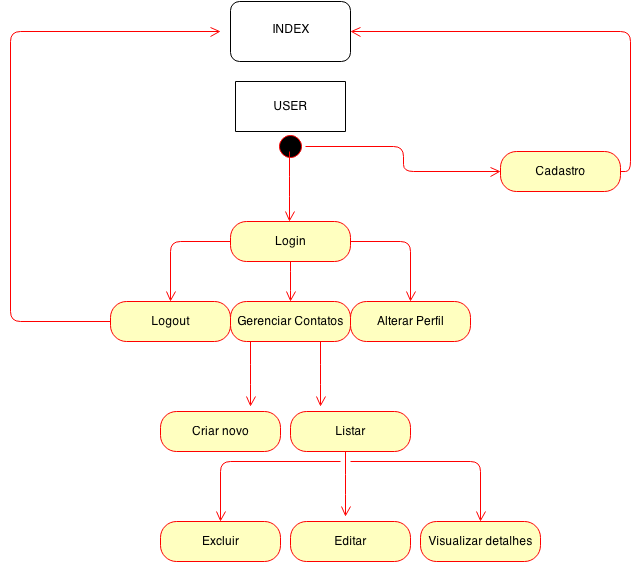 INDEX
USER
Cadastro
Login
Logout
Gerenciar Contatos
Alterar Perfil
Criar novo
Listar
Excluir
Editar
Visualizar detalhes